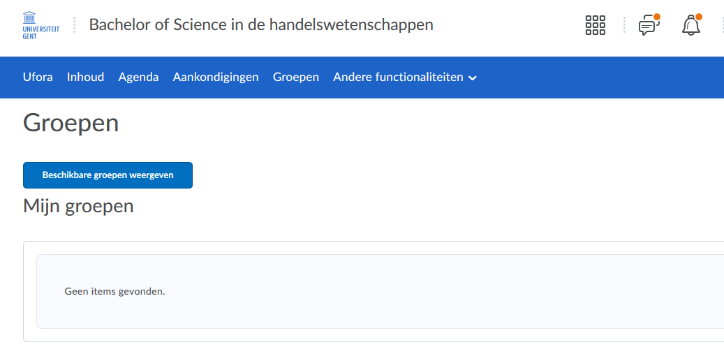 UNIVERSITEIT
GENT
Bachelor of Science in de handelswetenschappen
Ufora Inhoud Agenda Aankondigingen Groepen Andere functionaliteiten
Groepen
Beschikbare groepen weergeven
Mijn groepen
Geen items gevonden.